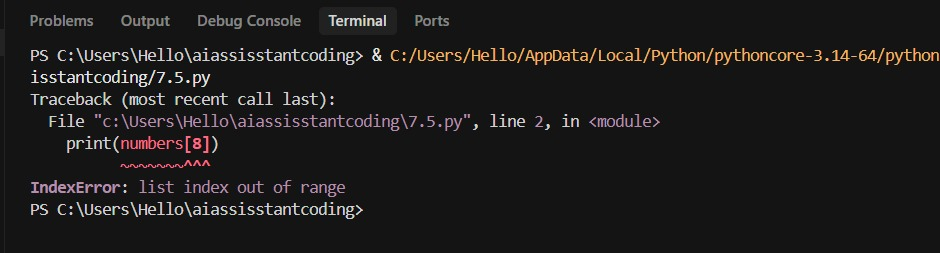 Problems Output Debug Console Terminal Ports
PS C:\Users\Hello\aiassisstantcoding> & C:/Users/Hello/AppData/Local/Python/pythoncore-3.14-64/python
isstantcoding/7.5.py
Traceback (most recent call last):
  File "c:\Users\Hello\aiassisstantcoding\7.5.py", line 2, in <module>
    print(numbers[8])
          ~~~~~~~^^^
IndexError: list index out of range
PS C:\Users\Hello\aiassisstantcoding>